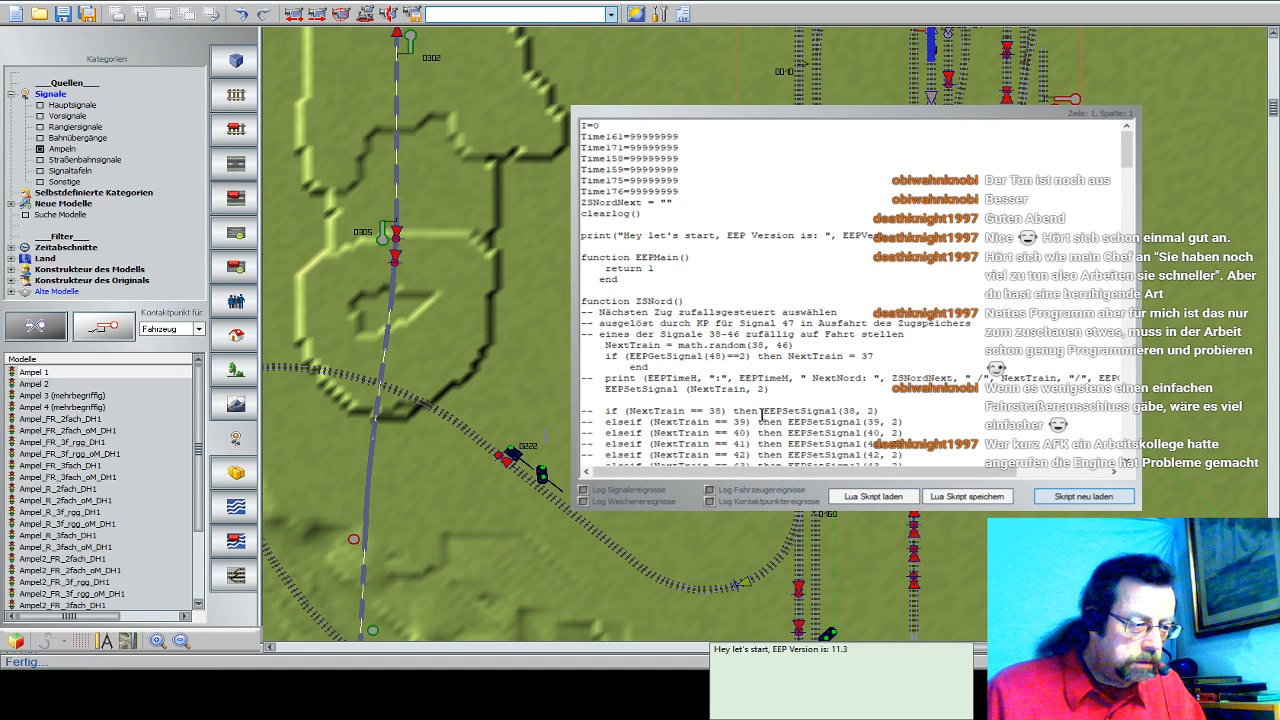 Kategorien
___Quellen____
Signale
Hauptsignale
Vorsignale
Rangiersignale
Bahnübergänge
Ampeln
Straßenbahnsignale
Signaltafeln
Sonstige
Selbstdefinierte Kategorien
Neue Modelle
Suche Modelle
___Filter____
Zeitabschnitte
Land
Konstrukteur des Modells
Konstrukteur des Originals
Alte Modelle
Kontaktpunkt für:
Fahrzeug
Modelle
Ampel 1
Ampel 2
Ampel 3 (mehrbegriffig)
Ampel 4 (mehrbegriffig)
Ampel_FR_2fach_DH1
Ampel_FR_2fach_oM_DH1
Ampel_FR_3f_rgg_DH1
Ampel_FR_3f_rgg_oM_DH1
Ampel_FR_3fach_DH1
Ampel_FR_3fach_oM_DH1
Ampel_R_2fach_DH1
Ampel_R_2fach_oM_DH1
Ampel_R_3f_rgg_DH1
Ampel_R_3f_rgg_oM_DH1
Ampel_R_3fach_DH1
Ampel_R_3fach_oM_DH1
Ampel2_FR_2fach_DH1
Ampel2_FR_2fach_oM_DH1
Ampel2_FR_3f_rgg_DH1
Ampel2_FR_3f_rgg_oM_DH1
Ampel2_FR_3fach_DH1
Fertig...
0302
0305
0222
0010
0160
Zeile: 1, Spalte: 1
I=0
Time161=99999999
Time171=99999999
Time158=99999999
Time159=99999999
Time175=99999999
Time176=99999999
ZSNordNext = ""
clearlog()
print("Hey let's start, EEP Version is: ", EEPVe
function EEPMain()
return 1
end
function ZSNord()
-- Nächsten Zug zufallsgesteuert auswählen
-- ausgelöst durch KP für Signal 47 in Ausfahrt des Zugspeichers
-- eines der Signale 38-46 zufällig auf Fahrt stellen
NextTrain = math.random(38, 46)
if (EEPGetSignal(48)==2) then NextTrain = 37
end
-- print (EEPTimeH, ":", EEPTimeM, " NextNord: ", ZSNordNext, " /", NextTrain, "/", EEP
EEPSetSignal (NextTrain, 2)
-- if (NextTrain == 38) then EEPSetSignal(38, 2)
-- elseif (NextTrain == 39) then EEPSetSignal(39, 2)
-- elseif (NextTrain == 40) then EEPSetSignal(40, 2)
-- elseif (NextTrain == 41) then EEPSetSignal(4
-- elseif (NextTrain == 42) then EEPSetSignal(42, 2)
Log Signalereignisse
Log Weichenereignisse
Log Fahrzeugereignisse
Log Kontaktpunktereignisse
Lua Skript laden
Lua Skript speichern
Skript neu laden
obiwahnknobi Der Ton ist noch aus
obiwahnknobi Besser
deathknight1997 Guten Abend
deathknight1997 Nice Hört sich schon einmal gut an.
deathknight1997 Hört sich wie mein Chef an "Sie haben noch
viel zu tun also Arbeiten sie schneller". Aber
du hast eine beruhigende Art
deathknight1997 Nettes Programm aber für mich ist das nur
zum zuschauen etwas, muss in der Arbeit
schon genug Programmieren und probieren
obiwahnknobi Wenn es wenigstens einen einfachen
Fahrstraßenausschluss gäbe, wäre es viel
einfacher
deathknight1997 War kurz AFK ein Arbeitskollege hatte
angerufen die Engine hat Probleme gemacht
Hey let's start, EEP Version is: 11.3